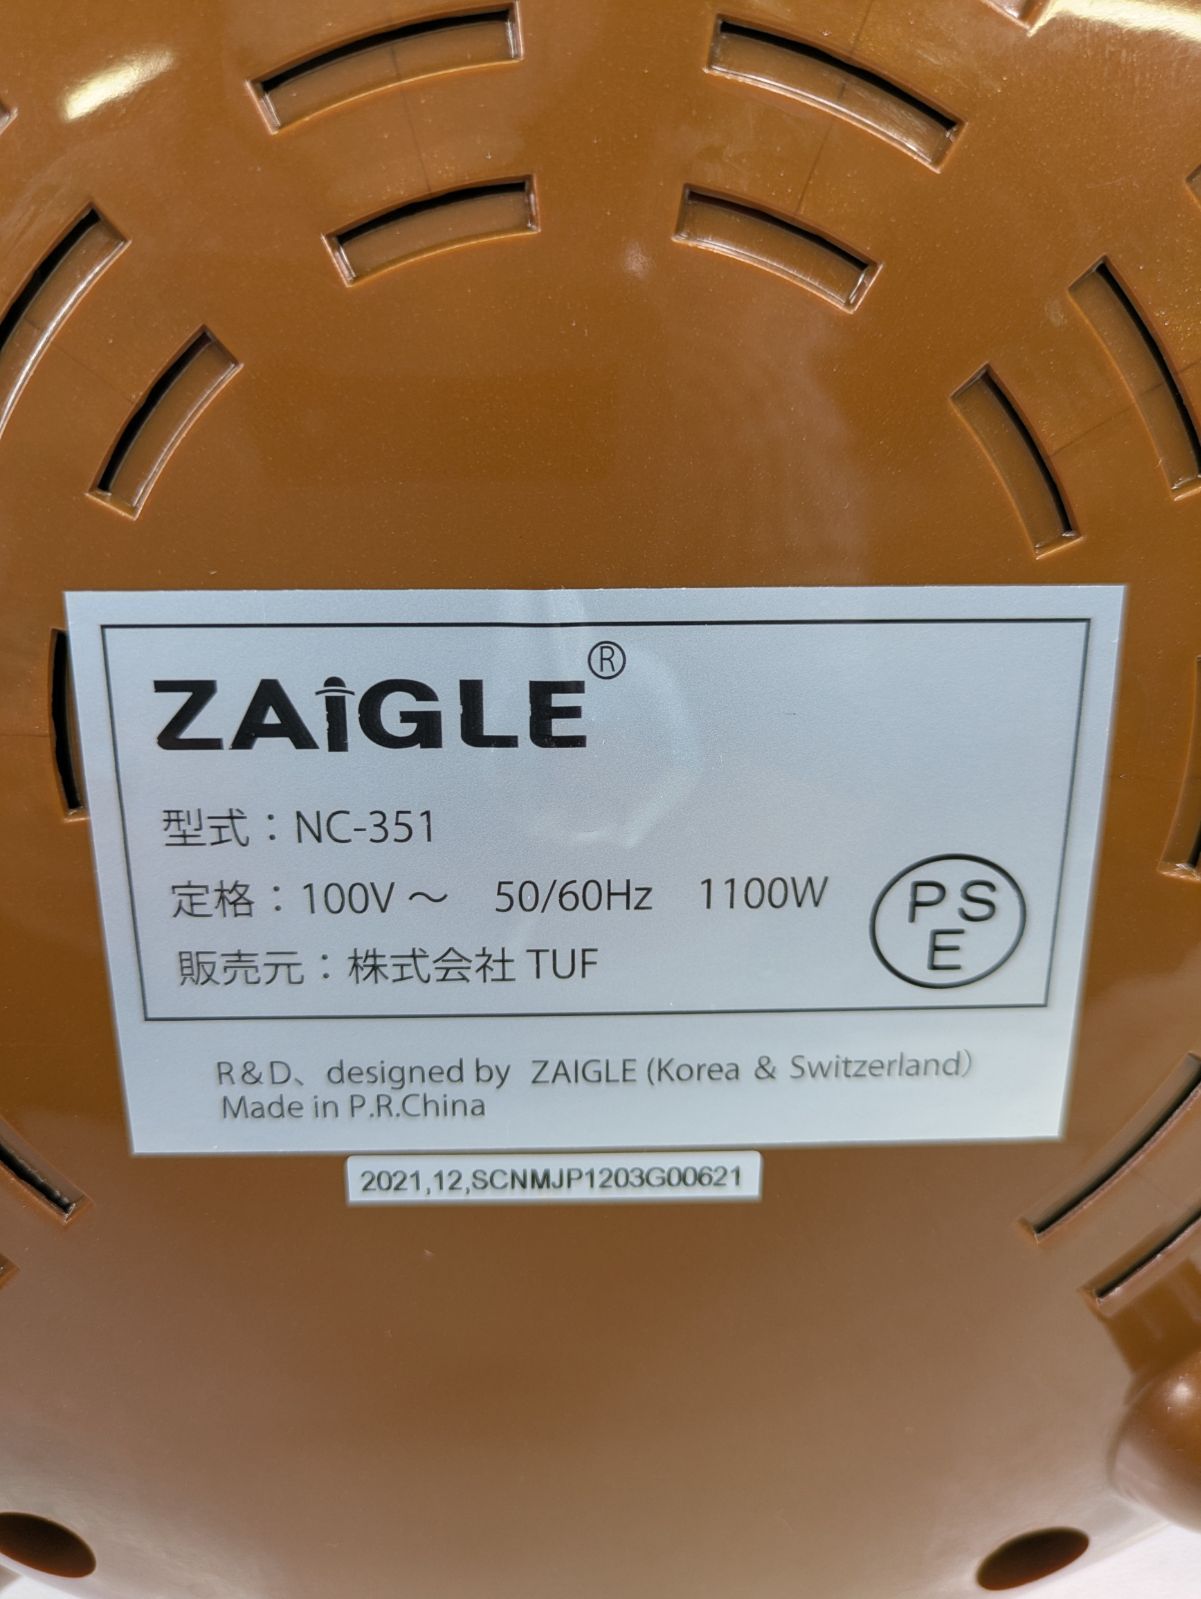 ZAiGLE®
型式：NC-351
定格：100V～ 50/60Hz 1100W
販売元：株式会社 TUF
PS
E
R&D、designed by ZAIGLE (Korea & Switzerland)
Made in P.R.China
2021,12,SCNMJP1203G00621